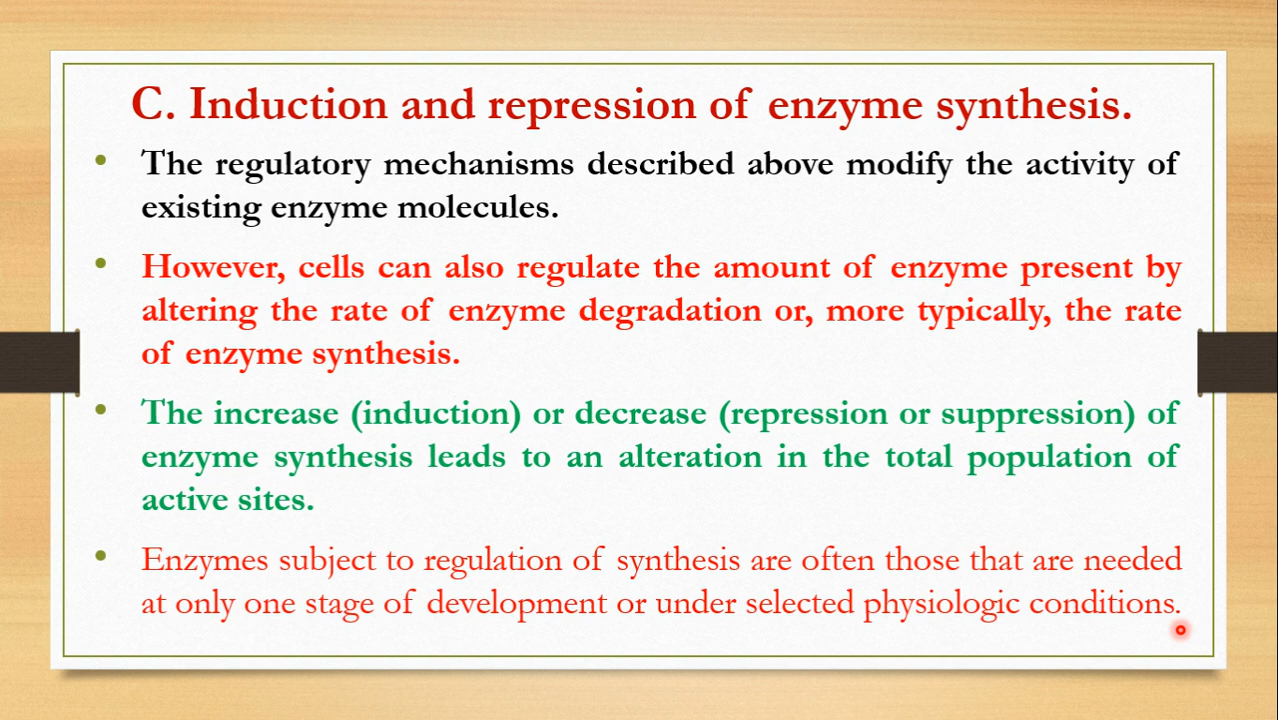 C. Induction and repression of enzyme synthesis.
• The regulatory mechanisms described above modify the activity of
existing enzyme molecules.
• However, cells can also regulate the amount of enzyme present by
altering the rate of enzyme degradation or, more typically, the rate
of enzyme synthesis.
• The increase (induction) or decrease (repression or suppression) of
enzyme synthesis leads to an alteration in the total population of
active sites.
• Enzymes subject to regulation of synthesis are often those that are needed
at only one stage of development or under selected physiologic conditions.